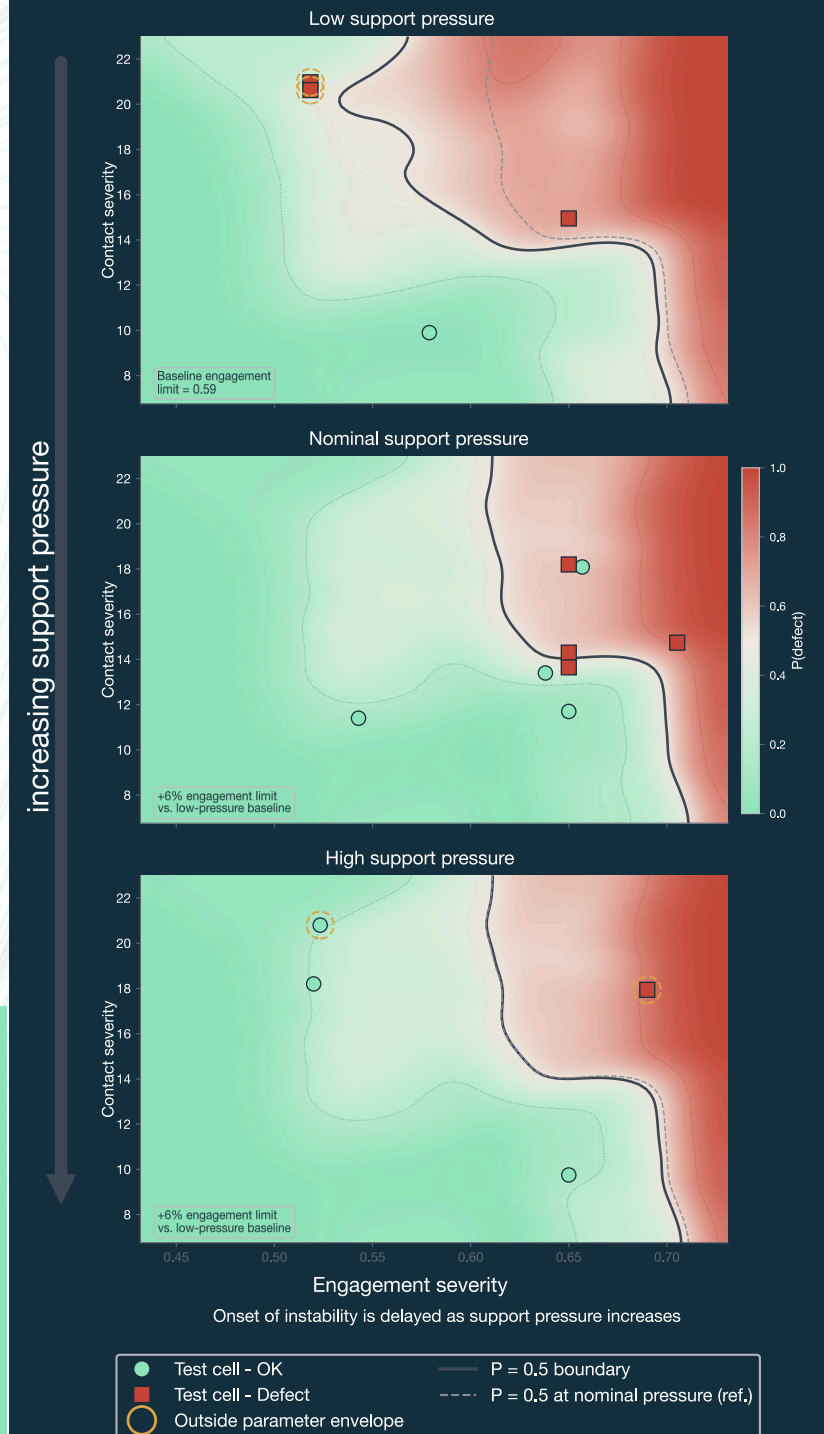 Low support pressure
22
20
18
16
14
12
10
8
Contact severity
Baseline engagement
limit = 0.59
increasing support pressure
Nominal support pressure
22
20
18
16
14
12
10
8
Contact severity
+6% engagement limit
vs. low-pressure baseline
1.0
0.8
0.6
0.4
0.2
0.0
P(defect)
High support pressure
22
20
18
16
14
12
10
8
Contact severity
+6% engagement limit
vs. low-pressure baseline
0.45 0.50 0.55 0.60 0.65 0.70
Engagement severity
Onset of instability is delayed as support pressure increases
Test cell - OK
P = 0.5 boundary
Test cell - Defect
P = 0.5 at nominal pressure (ref.)
Outside parameter envelope